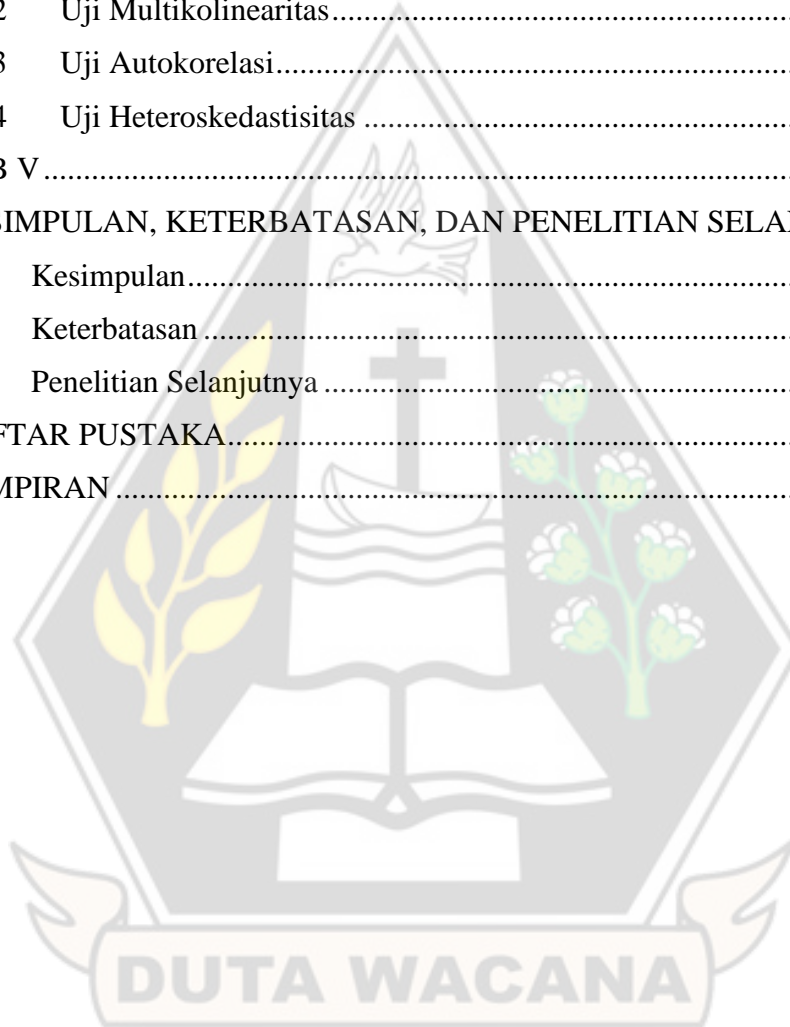 2 Uji Multikolinearitas..............................................................
3 Uji Autokorelasi.....................................................................
4 Uji Heteroskedastisitas ..........................................................
B V ..............................................................................................
SIMPULAN, KETERBATASAN, DAN PENELITIAN SELA
Kesimpulan...........................................................................
Keterbatasan .........................................................................
Penelitian Selanjutnya ...........................................................
FTAR PUSTAKA.......................................................................
MPIRAN .....................................................................................
DUTA WACANA